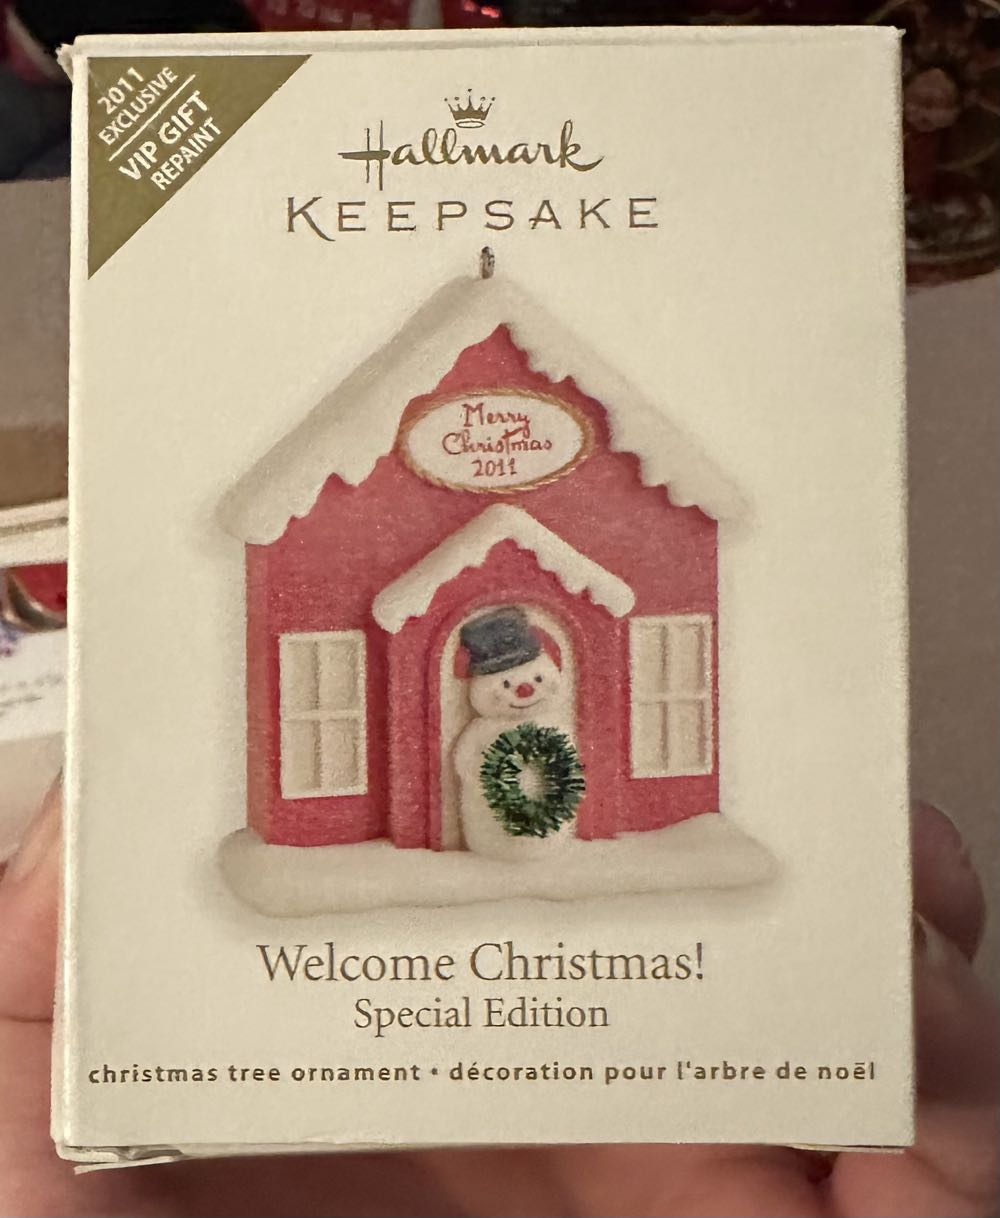 2011
EXCLUSIVE
VIP GIFT
REPAINT
Hallmark
KEEPSAKE
Merry
Christmas
2011
Welcome Christmas!
Special Edition
christmas tree ornament • décoration pour l'arbre de noël